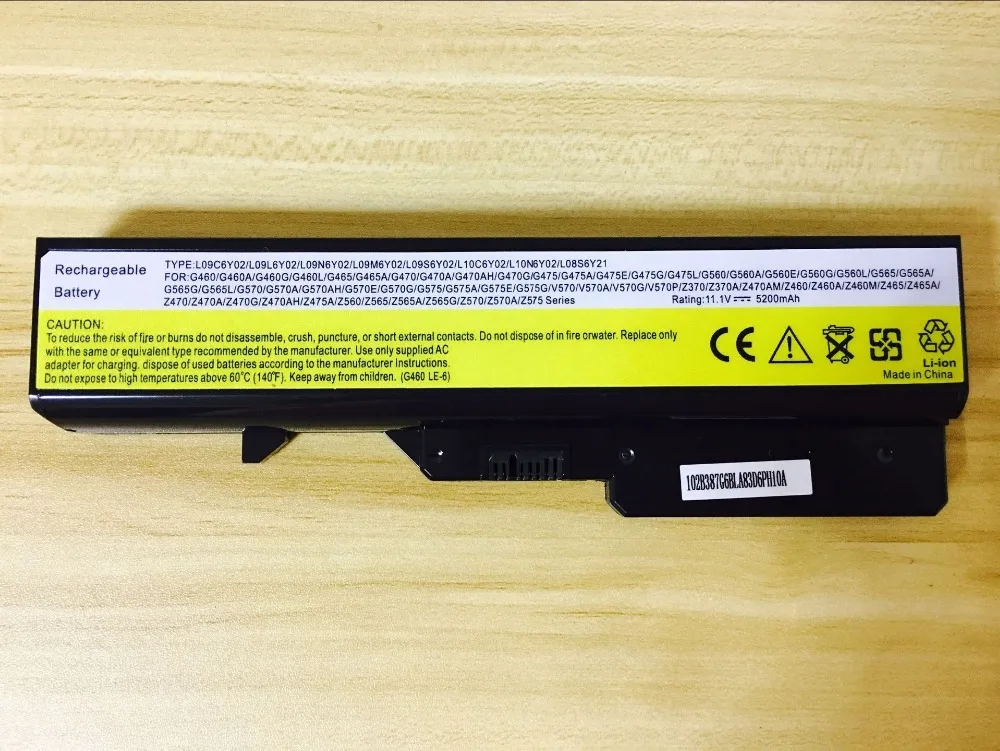 Rechargeable
Battery
TYPE:L09C6Y02/L09L6Y02/L09N6Y02/L09M6Y02/L09S6Y02/L10C6Y02/L10N6Y02/L08S6Y21
FOR:G460/G460A/G460G/G460L/G465/G465A/G470/G470A/G470AH/G470G/G475/G475A/G475E/G475G/G475L/G560/G560A/G560E/G560G/G560L/G565/G565A/
G565G/G565L/G570/G570A/G570AH/G570E/G570G/G575/G575A/G575E/G575G/V570/V570A/V570G/V570P/Z370/Z370A/Z470AM/Z460/Z460A/Z460M/Z465/Z465A/
Z470/Z470A/Z470G/Z470AH/Z475A/Z560/Z565/Z565A/Z565G/Z570/Z570A/Z575 Series
Rating:11.1V⎓ 5200mAh
CAUTION:
To reduce the risk of fire or burns do not disassemble, crush, puncture, or short external contacts. Do not dispose of in fire orwater. Replace only
with the same or equivalent type recommended by the manufacturer. Use only supplied AC
adapter for charging. dispose of used batteries according to the manufacturer Instructions.
Do not expose to high temperatures above 60°C (140°F). Keep away from children. (G460 LE-6)
CE
Li-ion
Made in China
102B387G6BLA83D6PH10A